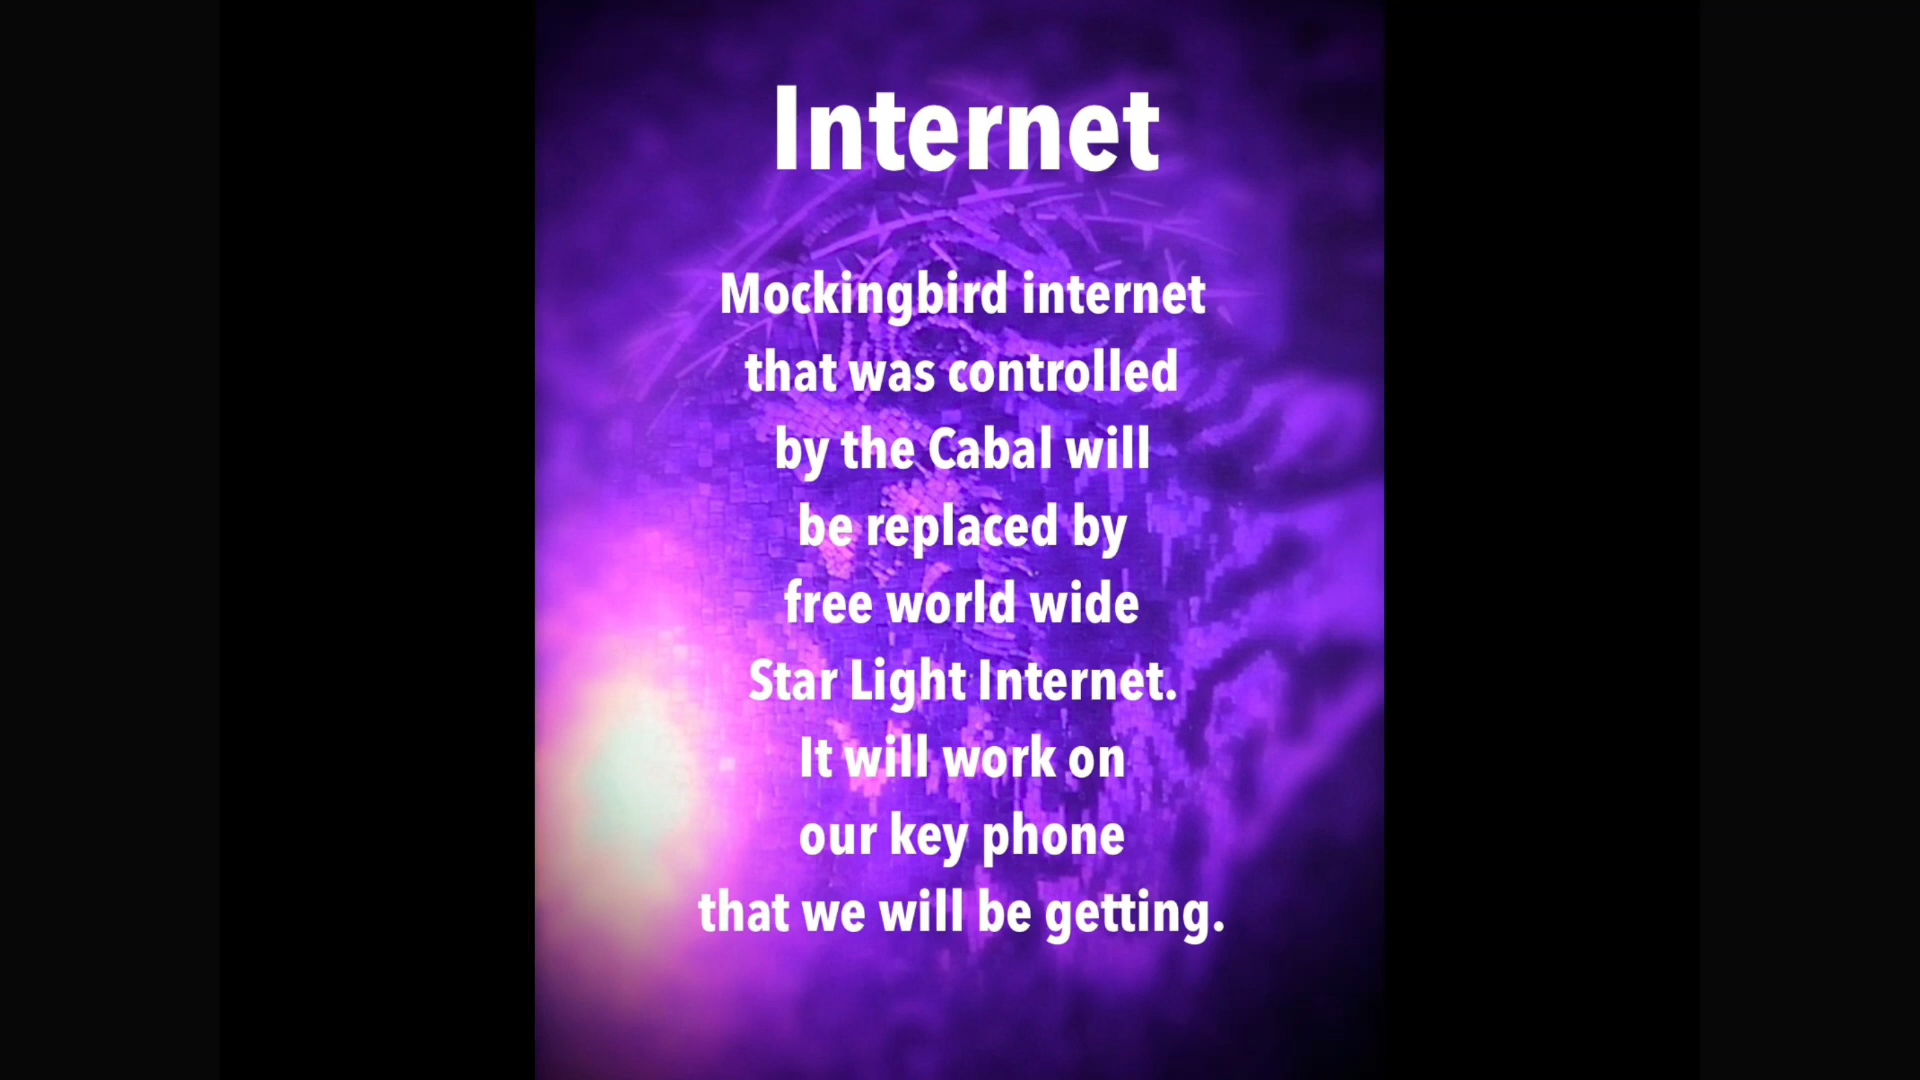 Internet
Mockingbird internet
that was controlled
by the Cabal will
be replaced by
free world wide
Star Light Internet.
It will work on
our key phone
that we will be getting.